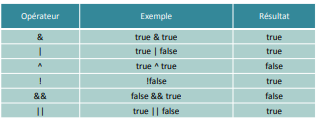 Opérateur Exemple Résultat
& true & true true
| true | false true
^ true ^ true false
! !false true
&& false && true false
|| true || false true